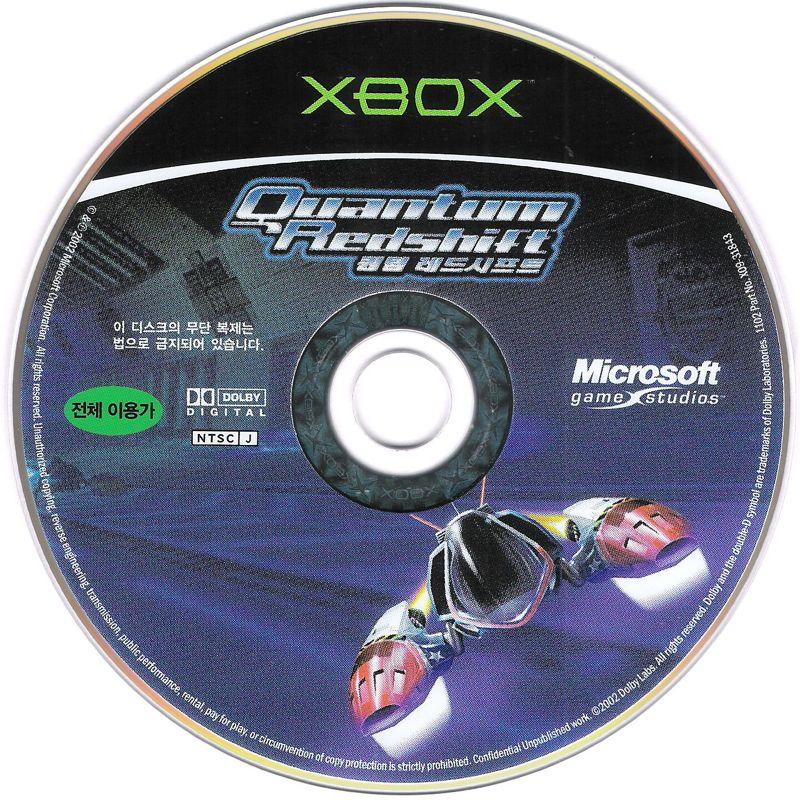 XBOX™
Quantum
Redshift
퀀텀 레드시프트
이 디스크의 무단 복제는
법으로 금지되어 있습니다.
전체 이용가
DOLBY
DIGITAL
NTSC J
Microsoft
game studios™
XBOX
© & ℗ 2002 Microsoft Corporation. All rights reserved. Unauthorized copying, reverse engineering, transmission, public performance, rental, pay for play, or circumvention of copy protection is strictly prohibited. Confidential Unpublished work. ©2002 Dolby Labs. All rights reserved. Dolby and the double-D symbol are trademarks of Dolby Laboratories. 1102 Part No. X09-31843